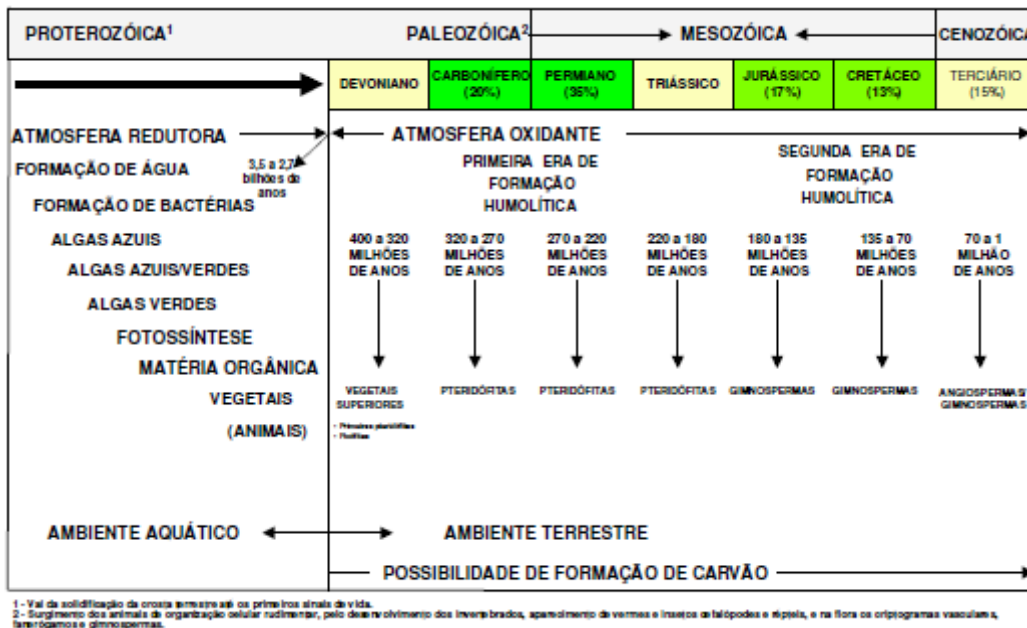 PROTEROZÓICA¹
PALEOZÓICA²
MESOZÓICA
CENOZÓICA
DEVONIANO
CARBONÍFERO (20%)
PERMIANO (35%)
TRIÁSSICO
JURÁSSICO (17%)
CRETÁCEO (13%)
TERCIÁRIO (15%)
ATMOSFERA REDUTORA
ATMOSFERA OXIDANTE
FORMAÇÃO DE ÁGUA
3,5 a 2,7
bilhões de
anos
PRIMEIRA ERA DE
FORMAÇÃO
HUMOLÍTICA
SEGUNDA ERA DE
FORMAÇÃO
HUMOLÍTICA
FORMAÇÃO DE BACTÉRIAS
ALGAS AZUIS
ALGAS AZUIS/VERDES
ALGAS VERDES
FOTOSSÍNTESE
MATÉRIA ORGÂNICA
VEGETAIS
(ANIMAIS)
400 a 320
MILHÕES
DE ANOS
320 a 270
MILHÕES
DE ANOS
270 a 220
MILHÕES
DE ANOS
220 a 180
MILHÕES
DE ANOS
180 a 135
MILHÕES
DE ANOS
135 a 70
MILHÕES
DE ANOS
70 a 1
MILHÃO
DE ANOS
VEGETAIS
SUPERIORES
PTERIDÓFITAS
PTERIDÓFITAS
PTERIDÓFITAS
GIMNOSPERMAS
GIMNOSPERMAS
ANGIOSPERMAS/
GIMNOSPERMAS
AMBIENTE AQUÁTICO
AMBIENTE TERRESTRE
POSSIBILIDADE DE FORMAÇÃO DE CARVÃO
1 - Vai da solidificação da crosta terrestre até os primeiros sinais de vida.
2 - Surgimento dos animais de organização celular rudimentar, pelo desenvolvimento dos invertebrados, aparecimento de vermes e insetos cefalópodes e répteis, e na flora os criptogramas vasculares,
fanerógamos e gimnospermas.